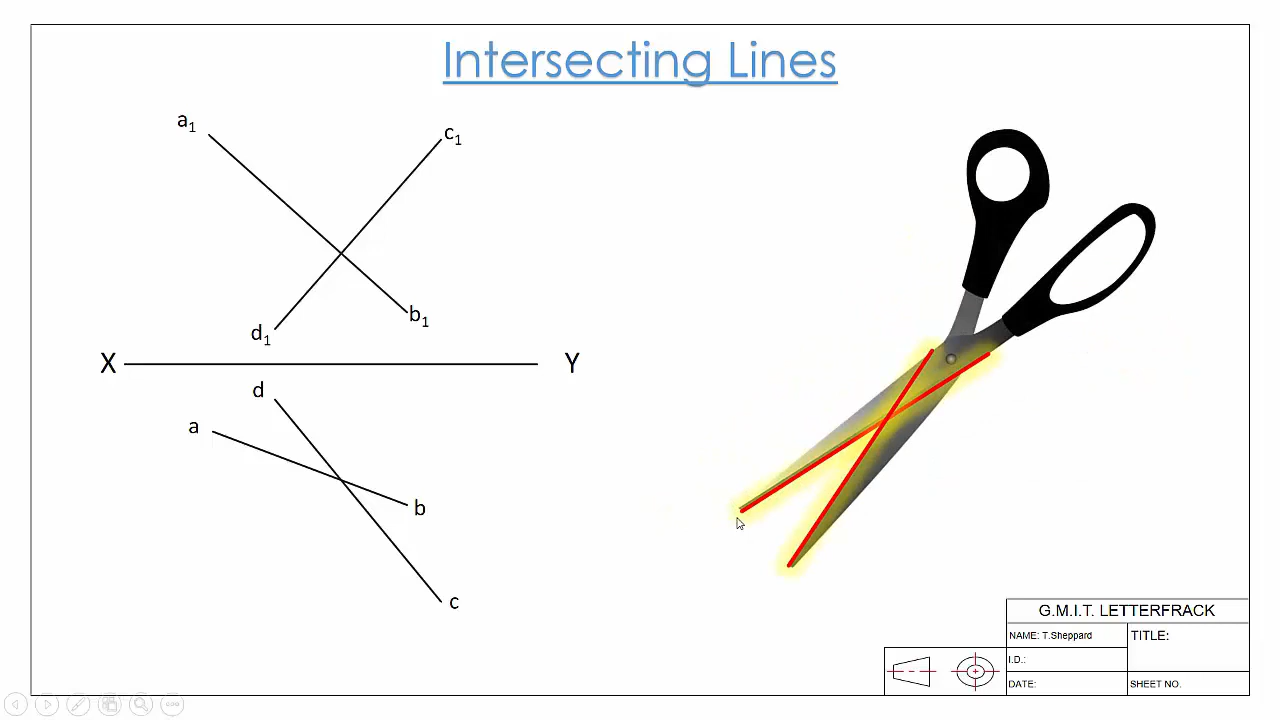 Intersecting Lines
a1
c1
b1
d1
X
Y
d
a
b
c
G.M.I.T. LETTERFRACK
NAME: T.Sheppard
TITLE:
I.D.:
DATE:
SHEET NO.